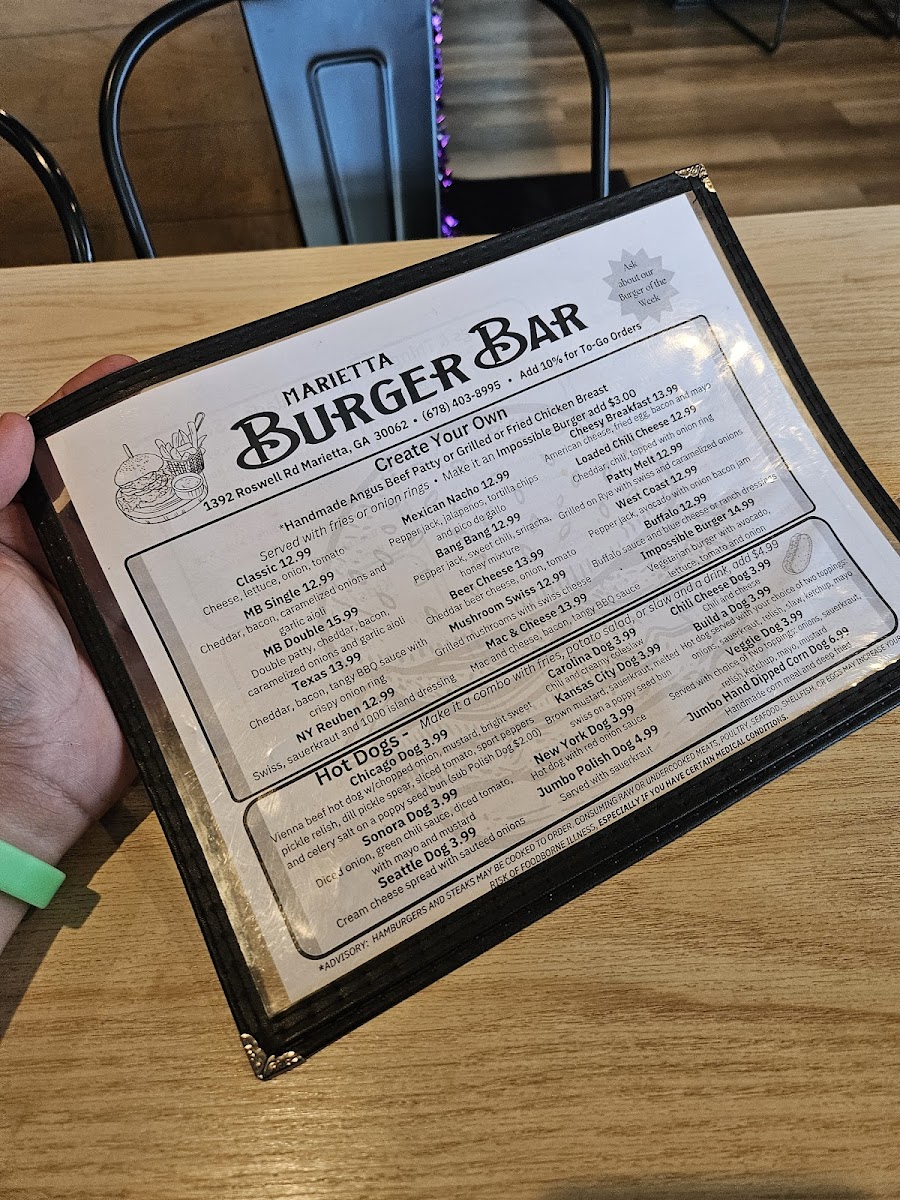 Ask
about our
Burger of the
Week
MARIETTA
BURGER BAR
1392 Roswell Rd Marietta, GA 30062 • (678) 403-8995 • Add 10% for To-Go Orders
Create Your Own
*Handmade Angus Beef Patty or Grilled or Fried Chicken Breast
Served with fries or onion rings • Make it an Impossible Burger add $3.00
Classic 12.99
Cheese, lettuce, onion, tomato
MB Single 12.99
Cheddar, bacon, caramelized onions and
garlic aioli
MB Double 15.99
Double patty, cheddar, bacon,
caramelized onions and garlic aioli
Texas 13.99
Cheddar, bacon, tangy BBQ sauce with
crispy onion ring
NY Reuben 12.99
Swiss, sauerkraut and 1000 island dressing
Mexican Nacho 12.99
Pepper jack, jalapeños, tortilla chips
and pico de gallo
Bang Bang 12.99
Pepper jack, sweet chili, sriracha,
honey mixture
Beer Cheese 13.99
Cheddar beer cheese, onion, tomato
Mushroom Swiss 12.99
Grilled mushrooms with swiss cheese
Mac & Cheese 13.99
Mac and cheese, bacon, tangy BBQ sauce
Cheesy Breakfast 13.99
American cheese, fried egg, bacon and mayo
Loaded Chili Cheese 12.99
Cheddar, chili, topped with onion ring
Patty Melt 12.99
Grilled on Rye with swiss and caramelized onions
West Coast 12.99
Pepper jack, avocado with onion bacon jam
Buffalo 12.99
Buffalo sauce and blue cheese or ranch dressing
Impossible Burger 14.99
Vegetarian burger with avocado,
lettuce, tomato and onion
Hot Dogs - Make it a combo with fries, potato salad, or slaw and a drink, add $4.99
Chicago Dog 3.99
Vienna beef hot dog w/chopped onion, mustard, bright sweet
pickle relish, dill pickle spear, sliced tomato, sport peppers
and celery salt on a poppy seed bun (sub Polish Dog $2.00)
Sonora Dog 3.99
Diced onion, green chili sauce, diced tomato,
with mayo and mustard
Seattle Dog 3.99
Cream cheese spread with sauteed onions
Carolina Dog 3.99
Chili and creamy coleslaw
Kansas City Dog 3.99
Brown mustard, sauerkraut, melted
swiss on a poppy seed bun
New York Dog 3.99
Hot dog with red onion sauce
Jumbo Polish Dog 4.99
Served with sauerkraut
Chili Cheese Dog 3.99
Chili and cheese
Build a Dog 3.99
Hot dog served with your choice of two toppings:
onions, sauerkraut, relish, slaw, ketchup, mayo
Veggie Dog 3.99
Served with choice of two toppings: onions, sauerkraut,
relish, ketchup, mayo, mustard
Jumbo Hand Dipped Corn Dog 6.99
Handmade corn meal and deep fried
*ADVISORY: HAMBURGERS AND STEAKS MAY BE COOKED TO ORDER. CONSUMING RAW OR UNDERCOOKED MEATS, POULTRY, SEAFOOD, SHELLFISH, OR EGGS MAY INCREASE YOUR
RISK OF FOODBORNE ILLNESS, ESPECIALLY IF YOU HAVE CERTAIN MEDICAL CONDITIONS.